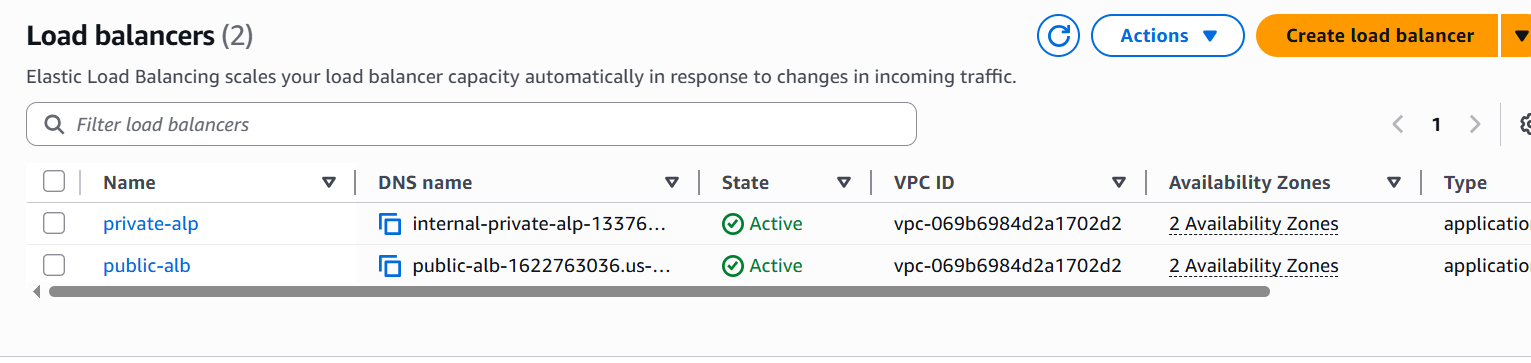 Load balancers (2)
Actions
Create load balancer
Elastic Load Balancing scales your load balancer capacity automatically in response to changes in incoming traffic.
Filter load balancers
1
Name DNS name State VPC ID Availability Zones Type
private-alp internal-private-alp-13376... Active vpc-069b6984d2a1702d2 2 Availability Zones applicatio
public-alb public-alb-1622763036.us-... Active vpc-069b6984d2a1702d2 2 Availability Zones applicatio